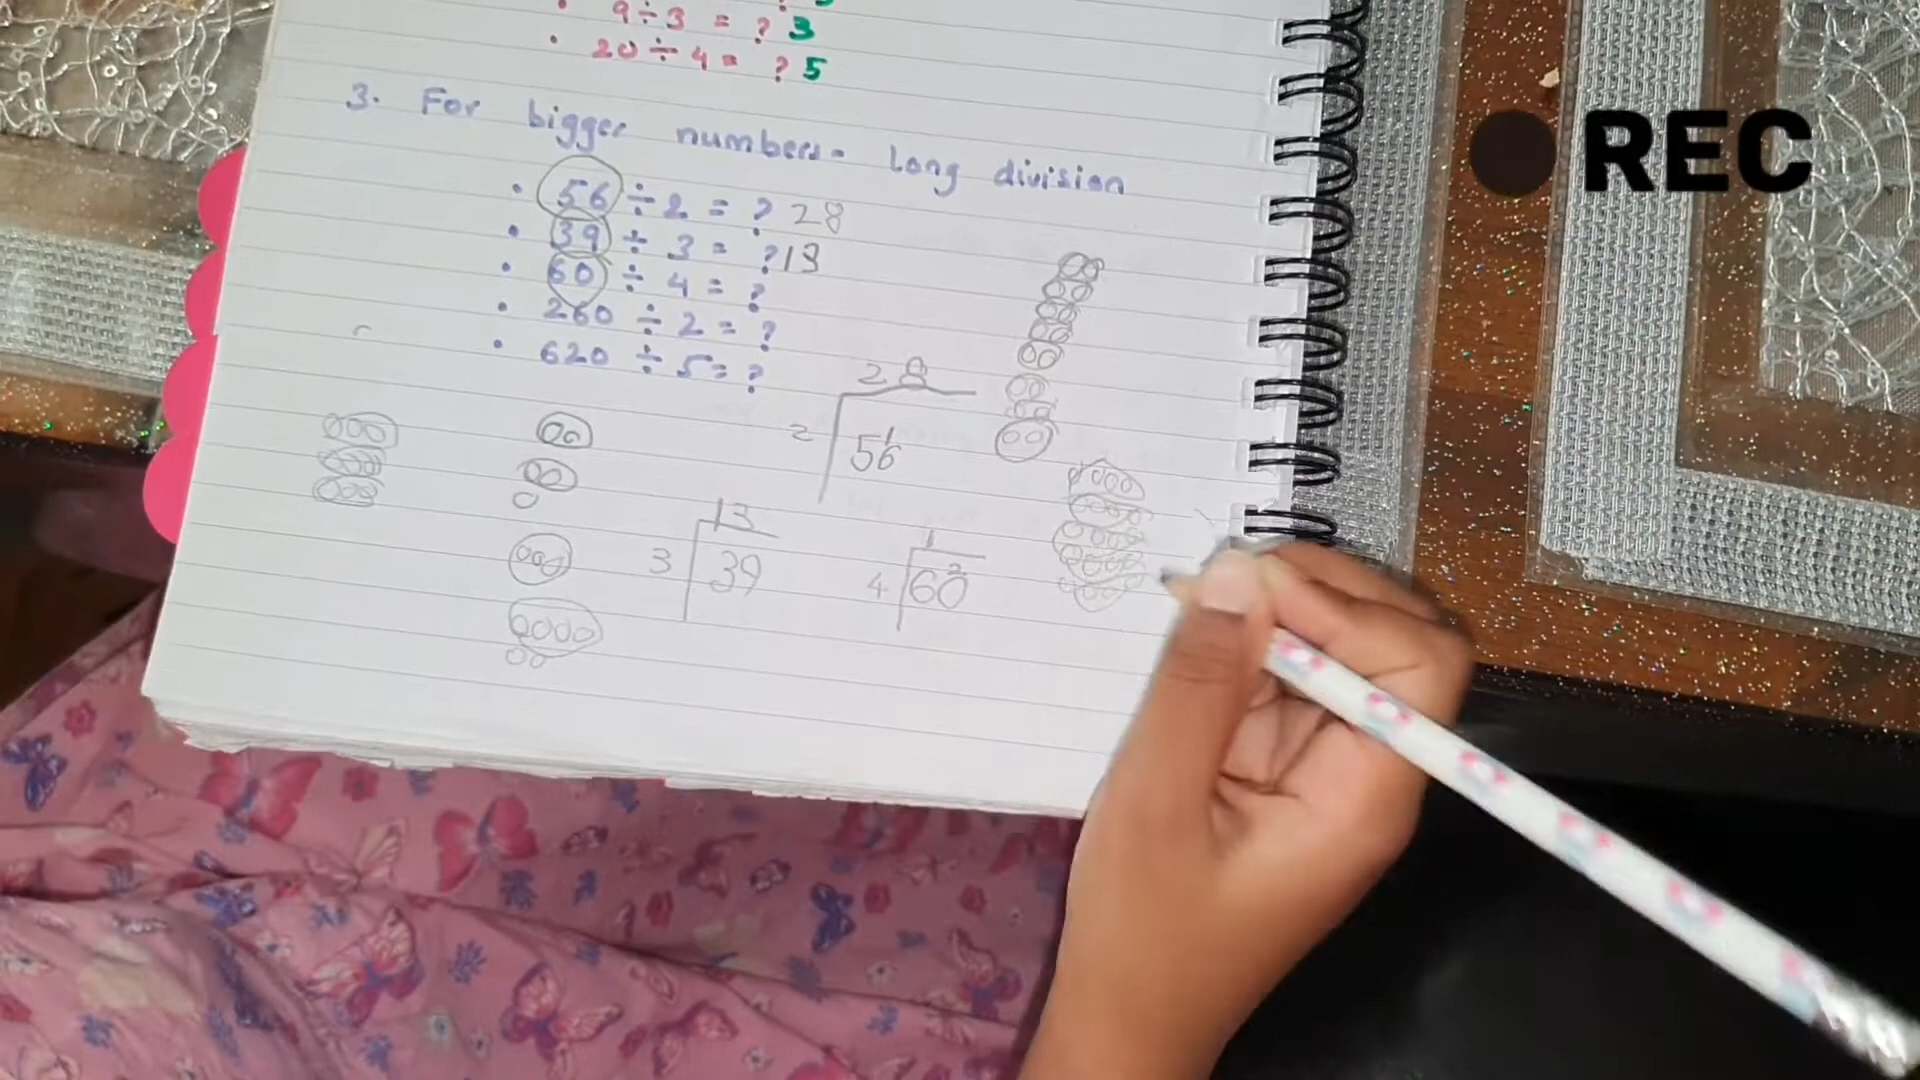 9 ÷ 3 = ? 3
• 20 ÷ 4 = ? 5
3. For bigger numbers- Long division
• 56 ÷ 2 = ? 28
• 39 ÷ 3 = ? 13
• 60 ÷ 4 = ?
• 260 ÷ 2 = ?
• 620 ÷ 5 = ?
28
2 56
13
3 39
1
4 60
REC